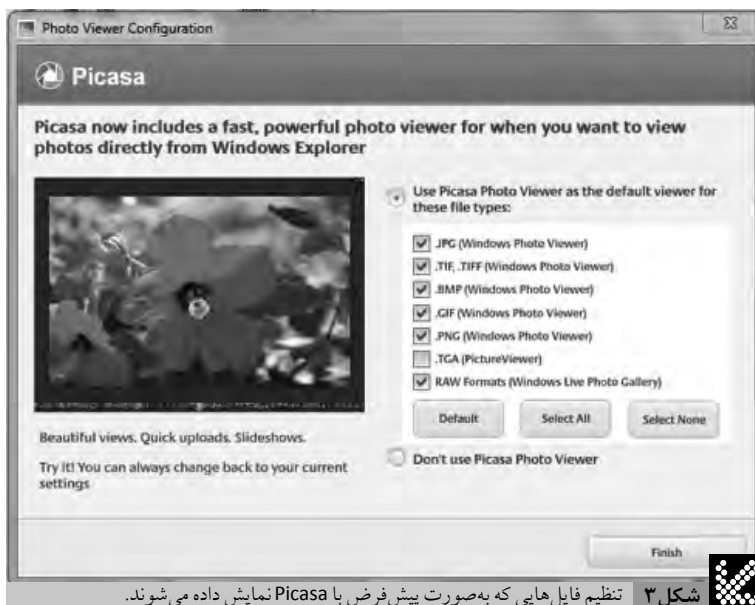 Photo Viewer Configuration
Picasa
Picasa now includes a fast, powerful photo viewer for when you want to view
photos directly from Windows Explorer
Use Picasa Photo Viewer as the default viewer for
these file types:
.JPG (Windows Photo Viewer)
.TIF, .TIFF (Windows Photo Viewer)
.BMP (Windows Photo Viewer)
.GIF (Windows Photo Viewer)
.PNG (Windows Photo Viewer)
.TGA (PictureViewer)
RAW Formats (Windows Live Photo Gallery)
Default Select All Select None
Beautiful views. Quick uploads. Slideshows.
Try it! You can always change back to your current
settings
Don't use Picasa Photo Viewer
Finish
شکل ۳ تنظیم فایل‌هایی که به‌صورت پیش‌فرض با Picasa نمایش داده می‌شوند.